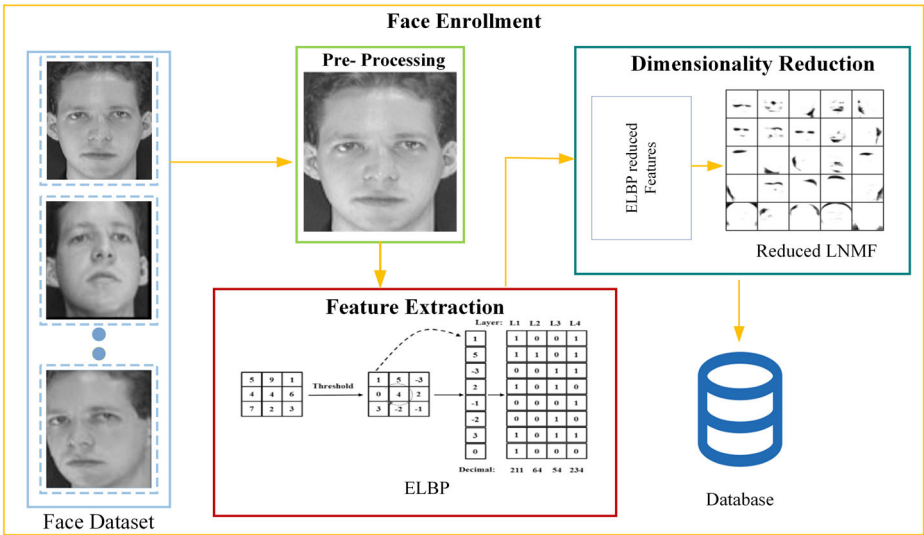 Face Enrollment
Face Dataset
Pre- Processing
Feature Extraction
5 9 1
4 4 6
7 2 3
Threshold
1 5 -3
0 4 2
3 -2 -1
Layer: L1 L2 L3 L4
1 1 0 0 1
5 1 1 0 1
-3 0 0 1 1
2 1 0 1 0
-1 0 0 1 1
-2 0 0 1 0
3 1 0 1 1
0 1 0 0 0
Decimal: 211 64 54 234
ELBP
Dimensionality Reduction
ELBP reduced
Features
Reduced LNMF
Database